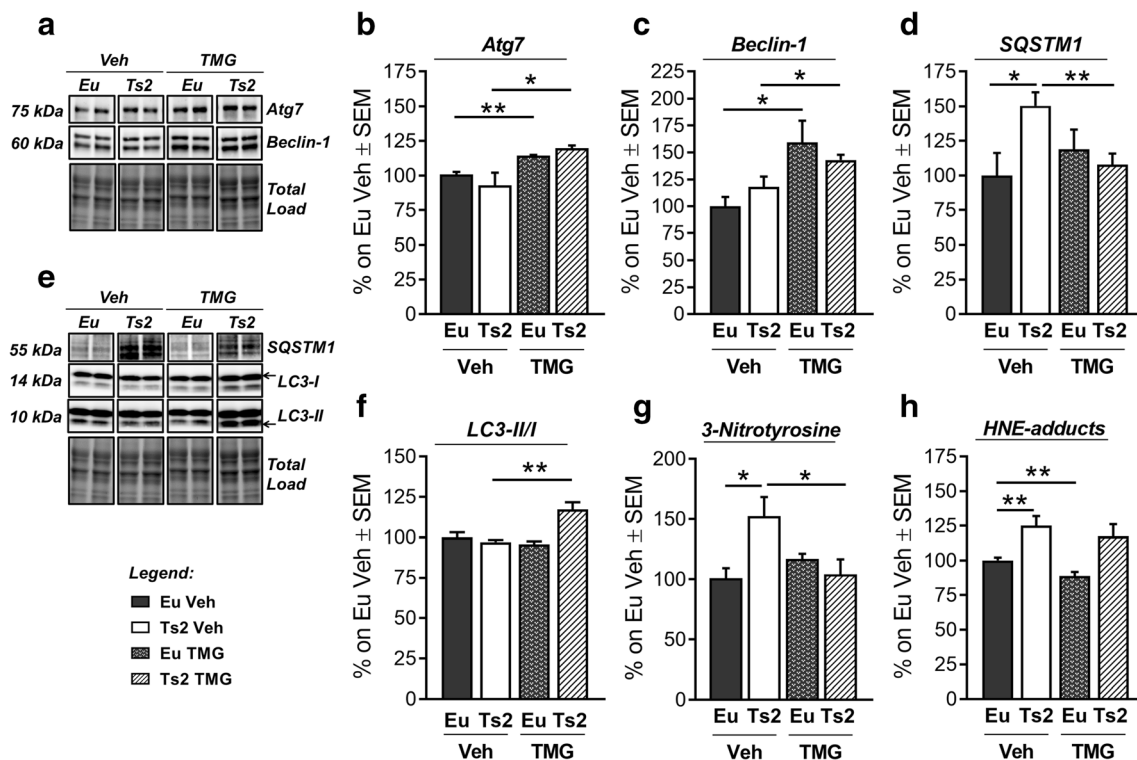 a
Veh TMG
Eu Ts2 Eu Ts2
75 kDa Atg7
60 kDa Beclin-1
Total
Load
b
Atg7
% on Eu Veh ± SEM
175
150
125
100
75
50
25
0
*
**
Eu Ts2 Eu Ts2
Veh TMG
c
Beclin-1
% on Eu Veh ± SEM
225
200
175
150
125
100
75
50
25
0
*
*
Eu Ts2 Eu Ts2
Veh TMG
d
SQSTM1
% on Eu Veh ± SEM
175
150
125
100
75
50
25
0
* **
Eu Ts2 Eu Ts2
Veh TMG
e
Veh TMG
Eu Ts2 Eu Ts2
55 kDa SQSTM1
14 kDa LC3-I
10 kDa LC3-II
Total
Load
Legend:
Eu Veh
Ts2 Veh
Eu TMG
Ts2 TMG
f
LC3-II/I
% on Eu Veh ± SEM
150
125
100
75
50
25
0
**
Eu Ts2 Eu Ts2
Veh TMG
g
3-Nitrotyrosine
% on Eu Veh ± SEM
200
150
100
50
0
* *
Eu Ts2 Eu Ts2
Veh TMG
h
HNE-adducts
% on Eu Veh ± SEM
175
150
125
100
75
50
25
0
**
**
Eu Ts2 Eu Ts2
Veh TMG